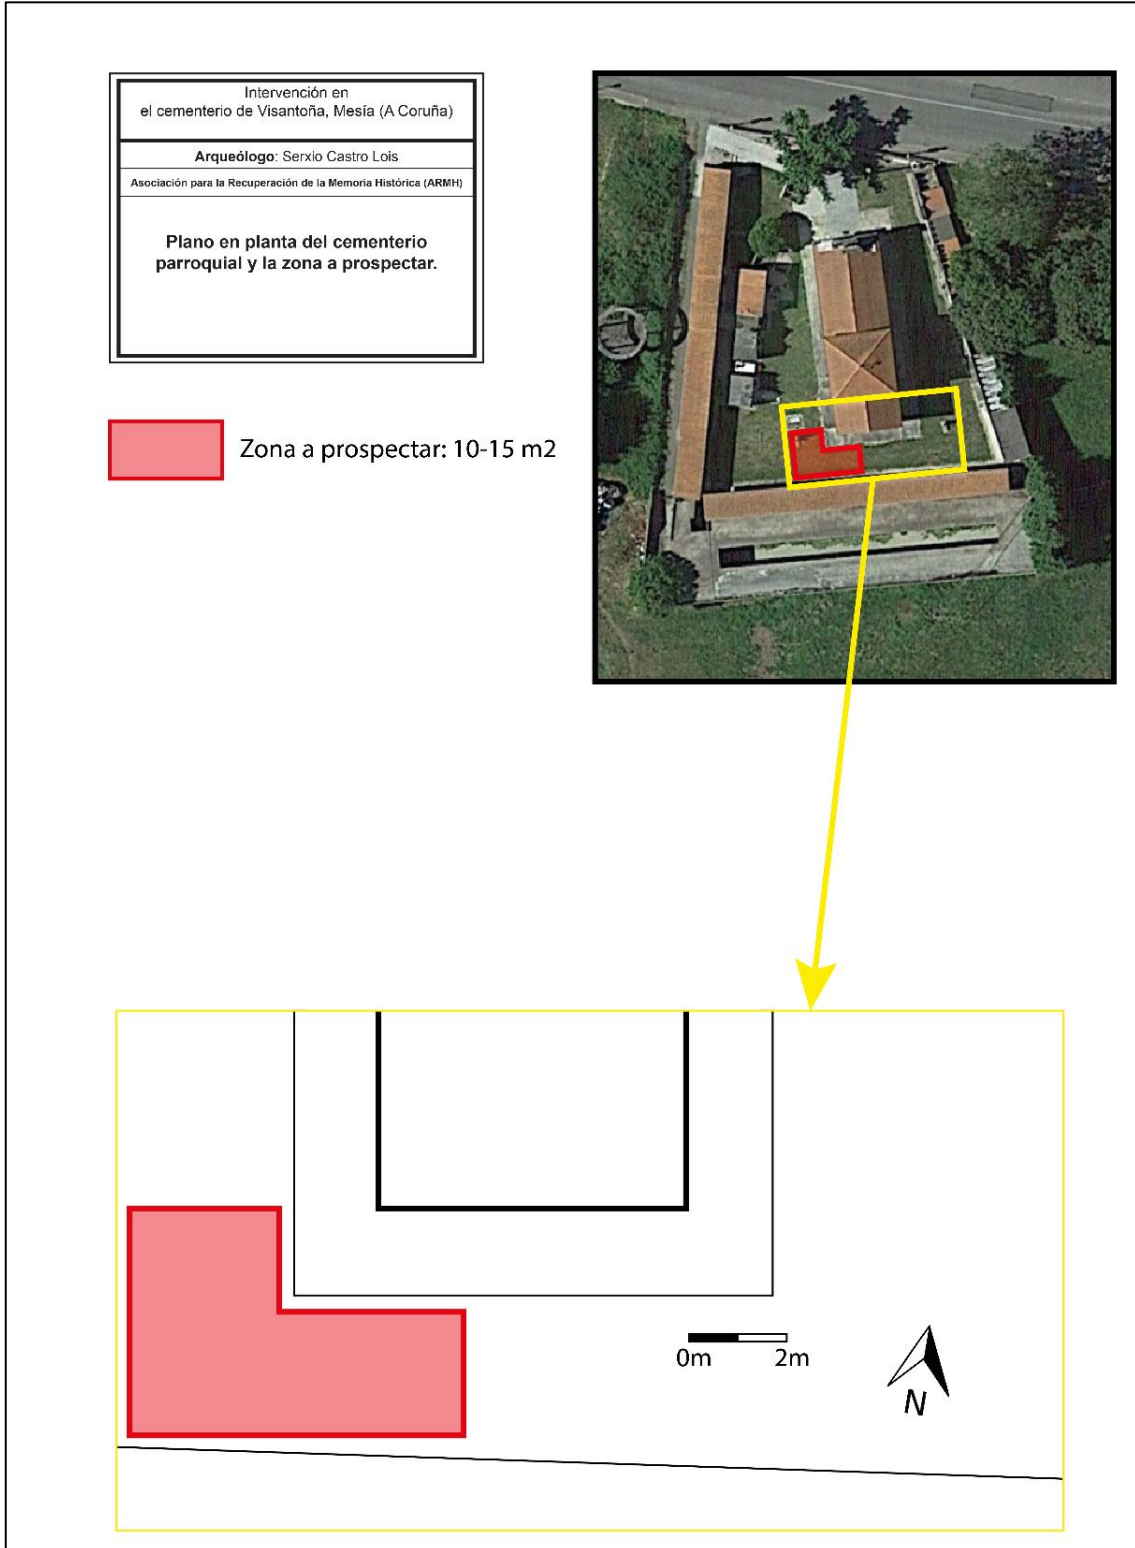 Intervención en
el cementerio de Visantoña, Mesía (A Coruña)
Arqueólogo: Serxio Castro Lois
Asociación para la Recuperación de la Memoria Histórica (ARMH)
Plano en planta del cementerio
parroquial y la zona a prospectar.
Zona a prospectar: 10-15 m2
0m 2m
N